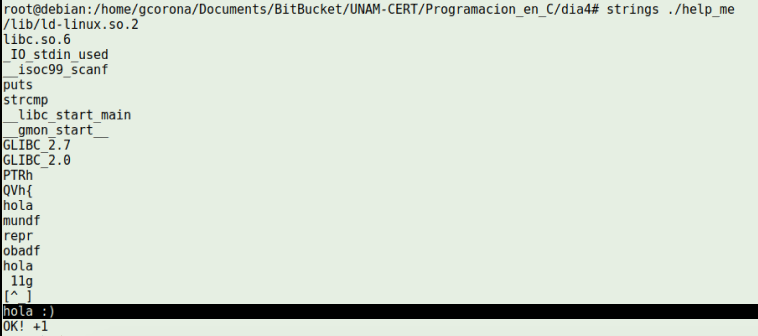 root@debian:/home/gcorona/Documents/BitBucket/UNAM-CERT/Programacion_en_C/dia4# strings ./help_me
/lib/ld-linux.so.2
libc.so.6
_IO_stdin_used
__isoc99_scanf
puts
strcmp
__libc_start_main
__gmon_start__
GLIBC_2.7
GLIBC_2.0
PTRh
QVh{
hola
mundf
repr
obadf
hola
 11g
[^_]
hola :)
OK! +1